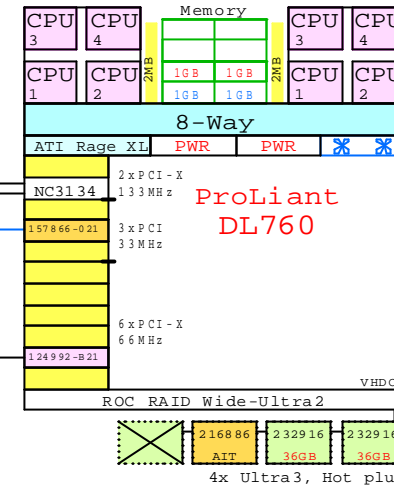 Memory
CPU 3
CPU 4
CPU 3
CPU 4
CPU 1
CPU 2
2MB
1GB 1GB
1GB 1GB
2MB
CPU 1
CPU 2
8-Way
ATI Rage XL
PWR
PWR
2xPCI-X
133MHz
NC3134
ProLiant
DL760
157866-021
3xPCI
33MHz
6xPCI-X
66MHz
124992-B21
VHDC
ROC RAID Wide-Ultra2
216886
AIT
232916
36GB
232916
36GB
4x Ultra3, Hot plu